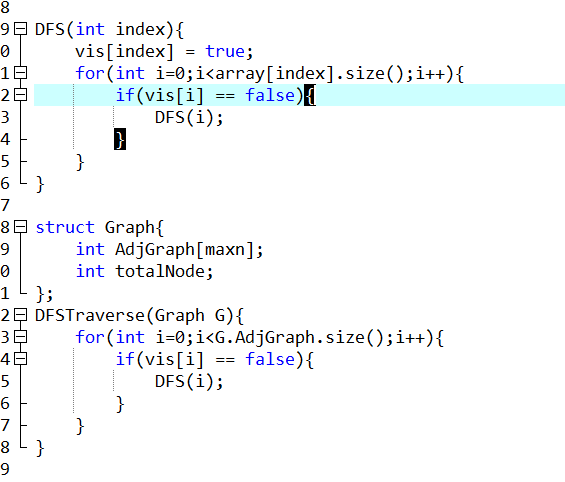 8
9 DFS(int index){
0     vis[index] = true;
1     for(int i=0;i<array[index].size();i++){
2         if(vis[i] == false){
3             DFS(i);
4         }
5     }
6 }
7
8 struct Graph{
9     int AdjGraph[maxn];
0     int totalNode;
1 };
2 DFSTraverse(Graph G){
3     for(int i=0;i<G.AdjGraph.size();i++){
4         if(vis[i] == false){
5             DFS(i);
6         }
7     }
8 }
9